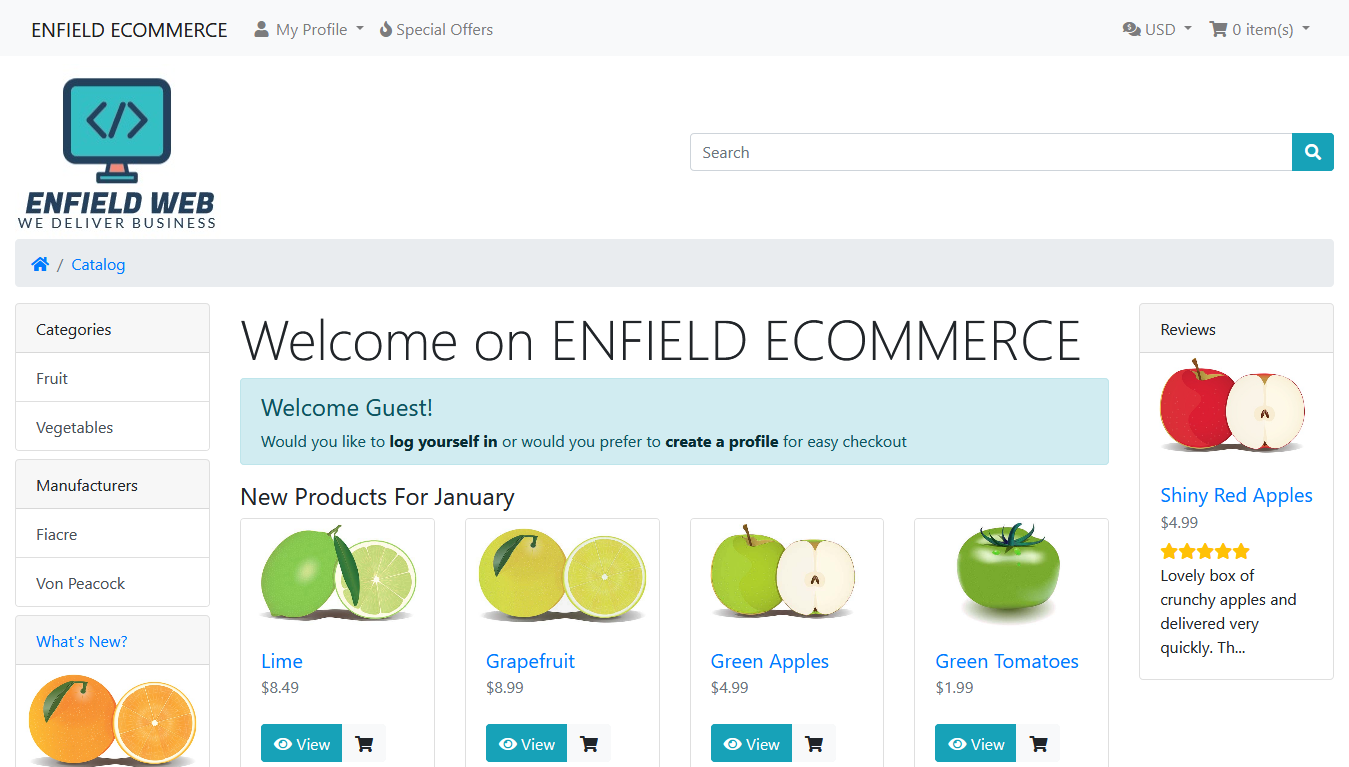 ENFIELD ECOMMERCE My Profile Special Offers USD 0 item(s)
ENFIELD WEB
WE DELIVER BUSINESS
Search
/ Catalog
Categories
Fruit
Vegetables
Manufacturers
Fiacre
Von Peacock
What's New?
Welcome on ENFIELD ECOMMERCE
Welcome Guest!
Would you like to log yourself in or would you prefer to create a profile for easy checkout
New Products For January
Lime
$8.49
View
Grapefruit
$8.99
View
Green Apples
$4.99
View
Green Tomatoes
$1.99
View
Reviews
Shiny Red Apples
$4.99
Lovely box of
crunchy apples and
delivered very
quickly. Th...